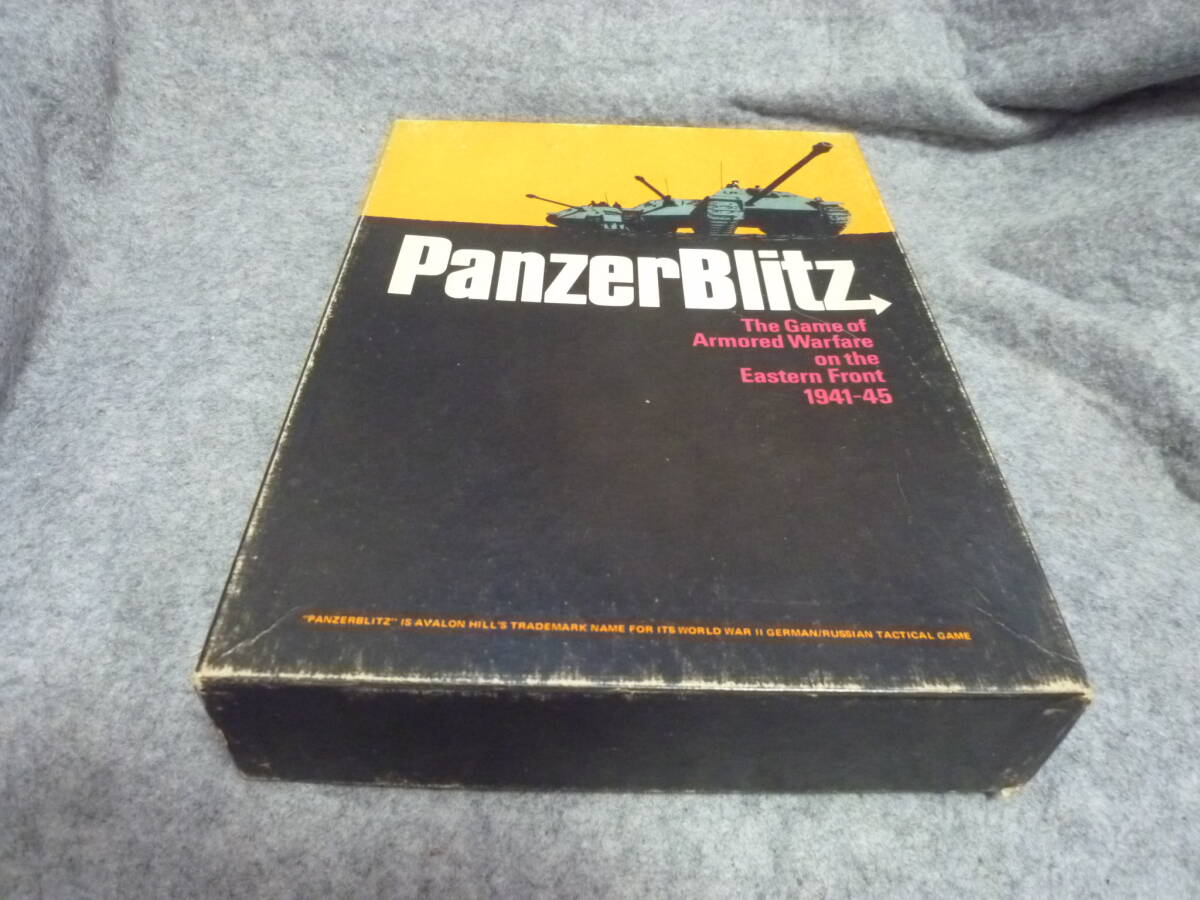 PanzerBlitz
The Game of
Armored Warfare
on the
Eastern Front
1941-45
"PANZERBLITZ" IS AVALON HILL'S TRADEMARK NAME FOR ITS WORLD WAR II GERMAN/RUSSIAN TACTICAL GAME